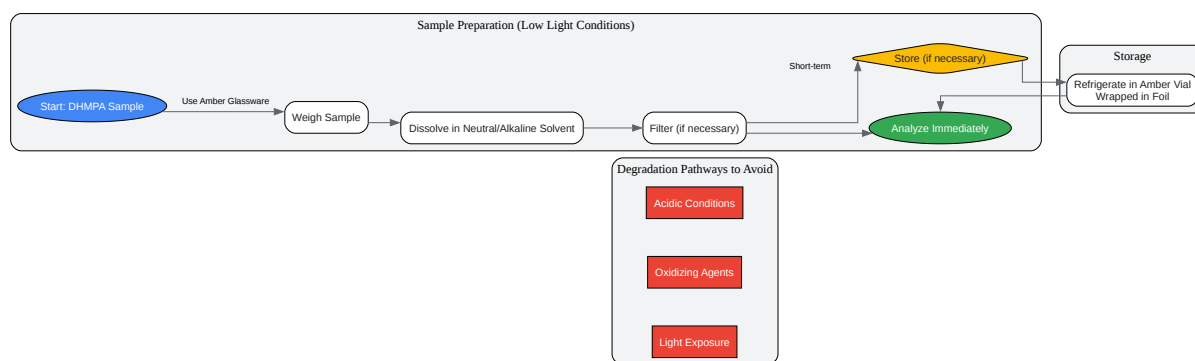 Sample Preparation (Low Light Conditions)
Start: DHMPA Sample
Use Amber Glassware
Weigh Sample
Dissolve in Neutral/Alkaline Solvent
Filter (if necessary)
Short-term
Store (if necessary)
Analyze Immediately
Storage
Refrigerate in Amber Vial
Wrapped in Foil
Degradation Pathways to Avoid
Acidic Conditions
Oxidizing Agents
Light Exposure